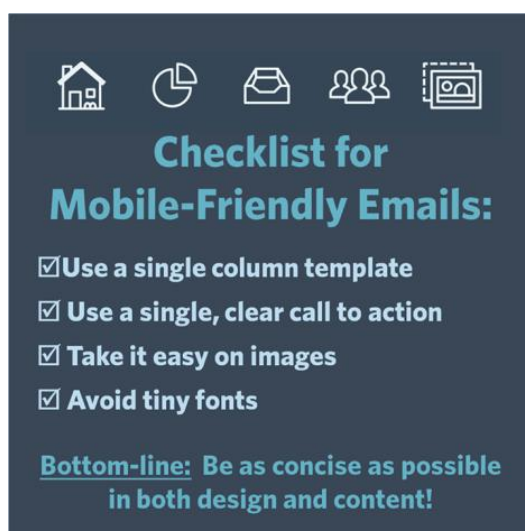 Checklist for
Mobile-Friendly Emails:
☑Use a single column template
☑ Use a single, clear call to action
☑ Take it easy on images
☑ Avoid tiny fonts
Bottom-line: Be as concise as possible
in both design and content!